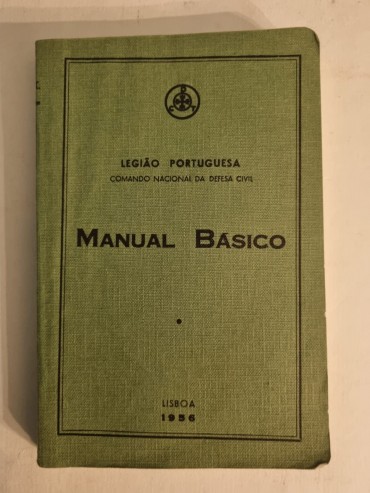 D
C T
LEGIÃO PORTUGUESA
COMANDO NACIONAL DA DEFESA CIVIL
MANUAL BÁSICO
LISBOA
1956